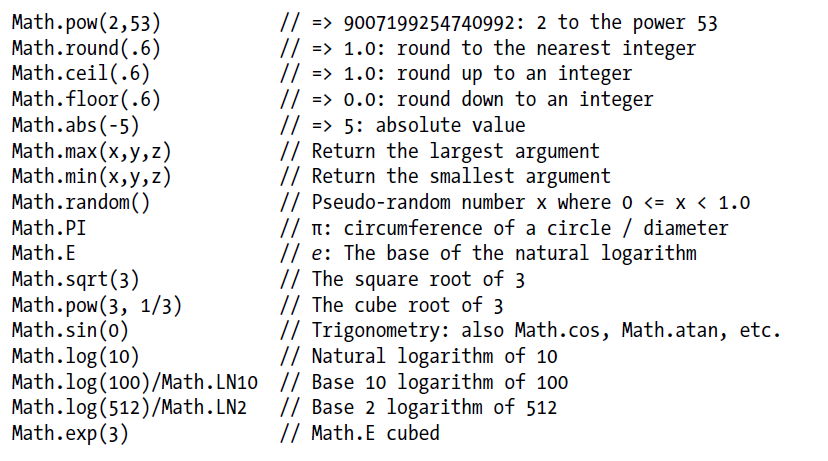 Math.pow(2,53) // => 9007199254740992: 2 to the power 53
Math.round(.6) // => 1.0: round to the nearest integer
Math.ceil(.6) // => 1.0: round up to an integer
Math.floor(.6) // => 0.0: round down to an integer
Math.abs(-5) // => 5: absolute value
Math.max(x,y,z) // Return the largest argument
Math.min(x,y,z) // Return the smallest argument
Math.random() // Pseudo-random number x where 0 <= x < 1.0
Math.PI // π: circumference of a circle / diameter
Math.E // e: The base of the natural logarithm
Math.sqrt(3) // The square root of 3
Math.pow(3, 1/3) // The cube root of 3
Math.sin(0) // Trigonometry: also Math.cos, Math.atan, etc.
Math.log(10) // Natural logarithm of 10
Math.log(100)/Math.LN10 // Base 10 logarithm of 100
Math.log(512)/Math.LN2 // Base 2 logarithm of 512
Math.exp(3) // Math.E cubed